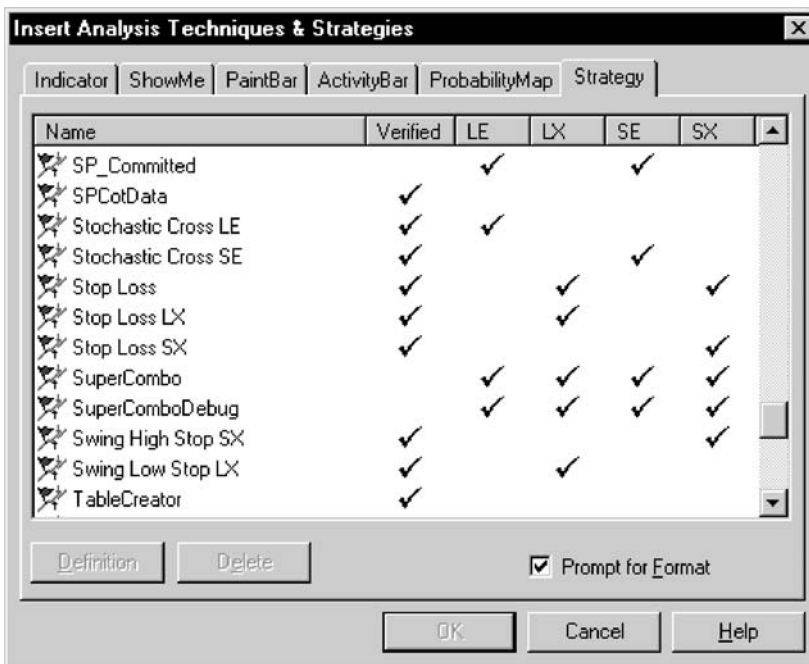 Insert Analysis Techniques & Strategies
Indicator ShowMe PaintBar ActivityBar ProbabilityMap Strategy
Name Verified LE LX SE SX
SP_Committed
SPCotData
Stochastic Cross LE
Stochastic Cross SE
Stop Loss
Stop Loss LX
Stop Loss SX
SuperCombo
SuperComboDebug
Swing High Stop SX
Swing Low Stop LX
TableCreator
Definition Delete Prompt for Format
OK Cancel Help